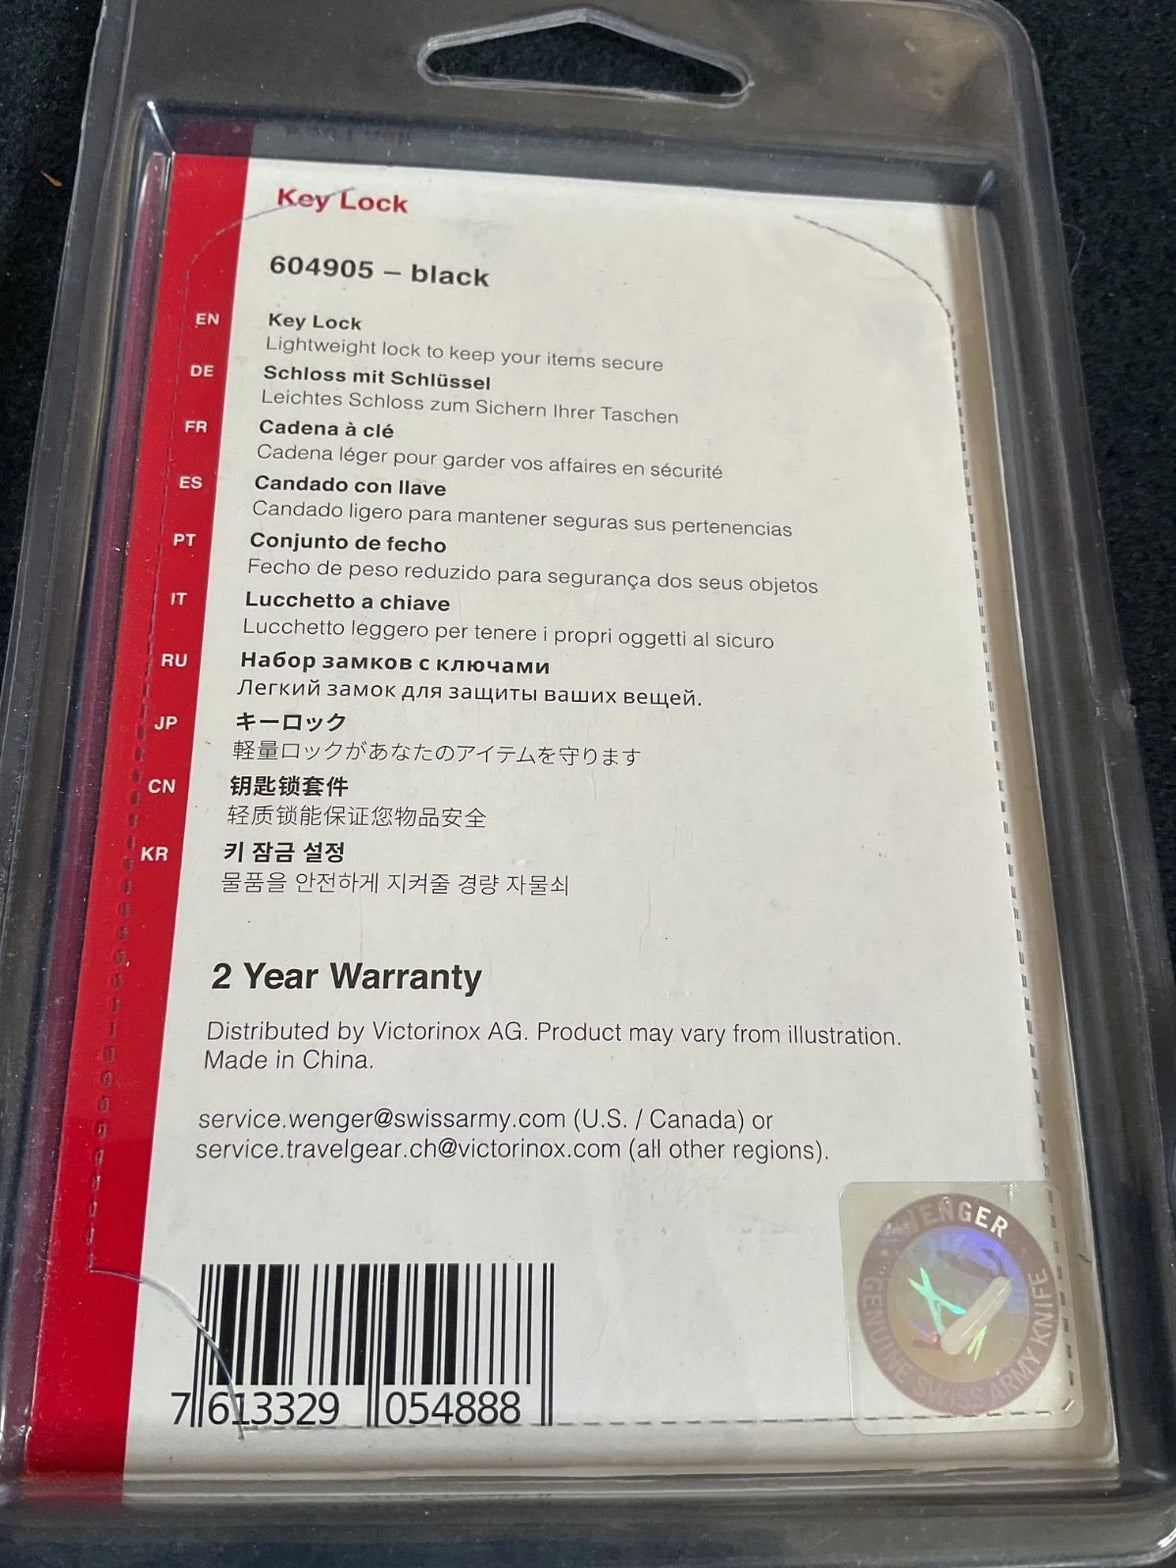 Key Lock
604905 – black
EN
Key Lock
Lightweight lock to keep your items secure
DE
Schloss mit Schlüssel
Leichtes Schloss zum Sichern Ihrer Taschen
FR
Cadena à clé
Cadena léger pour garder vos affaires en sécurité
ES
Candado con llave
Candado ligero para mantener seguras sus pertenencias
PT
Conjunto de fecho
Fecho de peso reduzido para segurança dos seus objetos
IT
Lucchetto a chiave
Lucchetto leggero per tenere i propri oggetti al sicuro
RU
Набор замков с ключами
Легкий замок для защиты ваших вещей.
JP
キーロック
軽量ロックがあなたのアイテムを守ります
CN
钥匙锁套件
轻质锁能保证您物品安全
KR
키 잠금 설정
물품을 안전하게 지켜줄 경량 자물쇠
2 Year Warranty
Distributed by Victorinox AG. Product may vary from illustration.
Made in China.
service.wenger@swissarmy.com (U.S. / Canada) or
service.travelgear.ch@victorinox.com (all other regions).
WENGER
GENUINE SWISS ARMY KNIFE
7 613329 054888